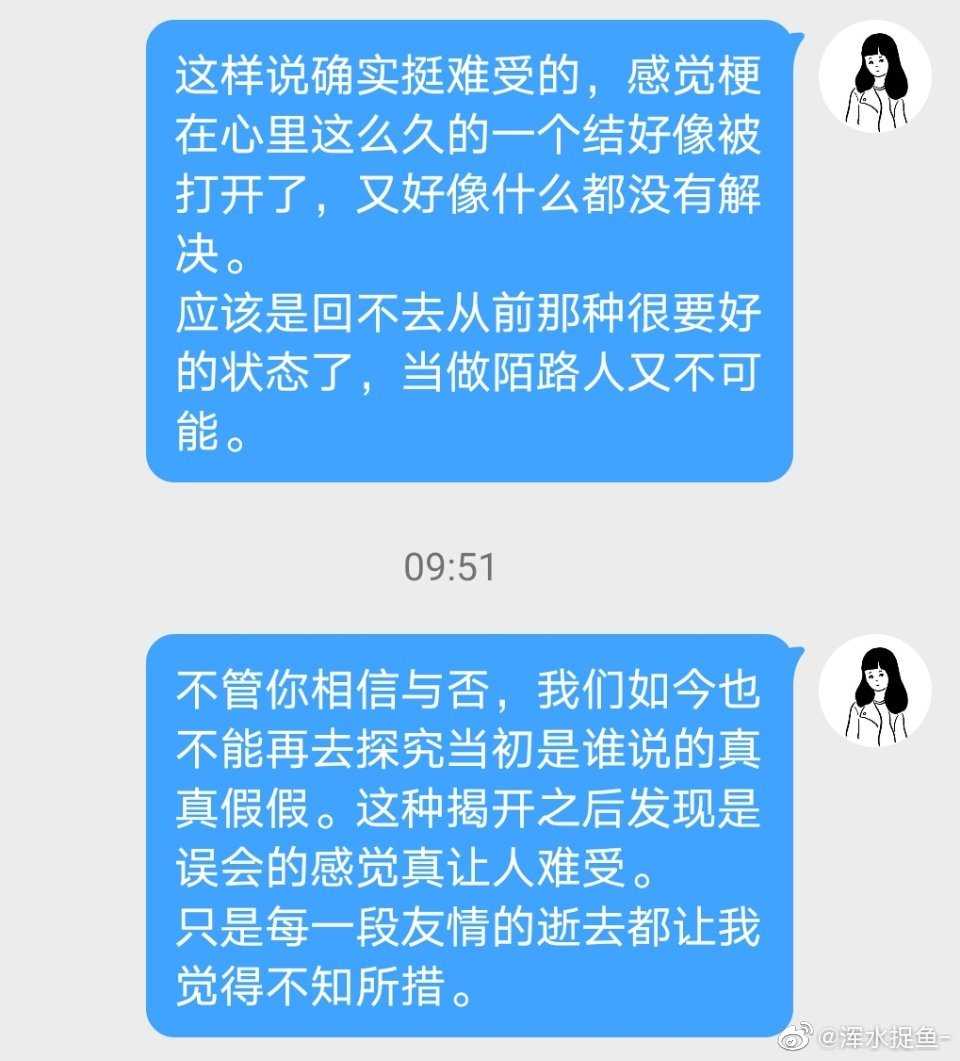 这样说确实挺难受的，感觉梗
在心里这么久的一个结好像被
打开了，又好像什么都没有解
决。
应该是回不去从前那种很要好
的状态了，当做陌路人又不可
能。
09:51
不管你相信与否，我们如今也
不能再去探究当初是谁说的真
真假假。这种揭开之后发现是
误会的感觉真让人难受。
只是每一段友情的逝去都让我
觉得不知所措。
@浑水捉鱼-